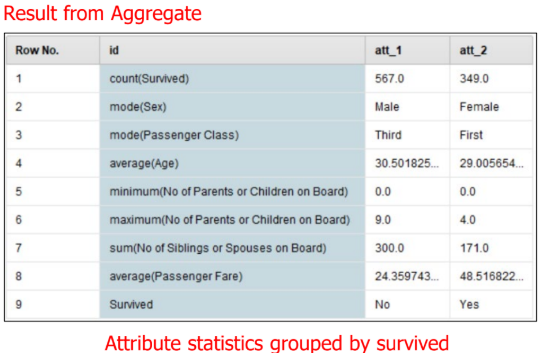 Result from Aggregate
Row No. id att_1 att_2
1 count(Survived) 567.0 349.0
2 mode(Sex) Male Female
3 mode(Passenger Class) Third First
4 average(Age) 30.501825... 29.005654...
5 minimum(No of Parents or Children on Board) 0.0 0.0
6 maximum(No of Parents or Children on Board) 9.0 4.0
7 sum(No of Siblings or Spouses on Board) 300.0 171.0
8 average(Passenger Fare) 24.359743... 48.516822...
9 Survived No Yes
Attribute statistics grouped by survived